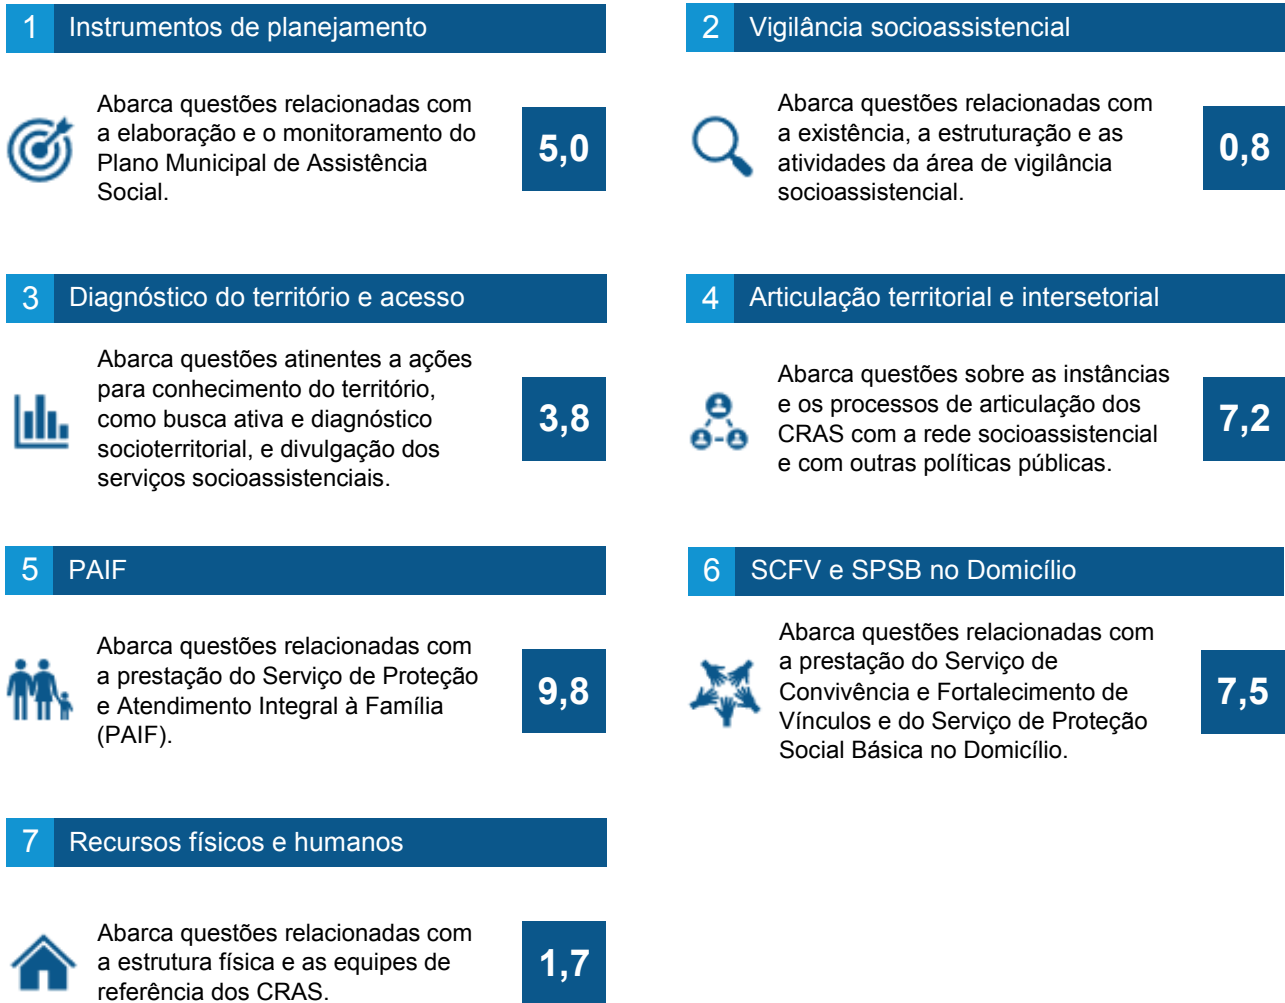 1 Instrumentos de planejamento
Abarca questões relacionadas com
a elaboração e o monitoramento do
Plano Municipal de Assistência
Social.
5,0
2 Vigilância socioassistencial
Abarca questões relacionadas com
a existência, a estruturação e as
atividades da área de vigilância
socioassistencial.
0,8
3 Diagnóstico do território e acesso
Abarca questões atinentes a ações
para conhecimento do território,
como busca ativa e diagnóstico
socioterritorial, e divulgação dos
serviços socioassistenciais.
3,8
4 Articulação territorial e intersetorial
Abarca questões sobre as instâncias
e os processos de articulação dos
CRAS com a rede socioassistencial
e com outras políticas públicas.
7,2
5 PAIF
Abarca questões relacionadas com
a prestação do Serviço de Proteção
e Atendimento Integral à Família
(PAIF).
9,8
6 SCFV e SPSB no Domicílio
Abarca questões relacionadas com
a prestação do Serviço de
Convivência e Fortalecimento de
Vínculos e do Serviço de Proteção
Social Básica no Domicílio.
7,5
7 Recursos físicos e humanos
Abarca questões relacionadas com
a estrutura física e as equipes de
referência dos CRAS.
1,7